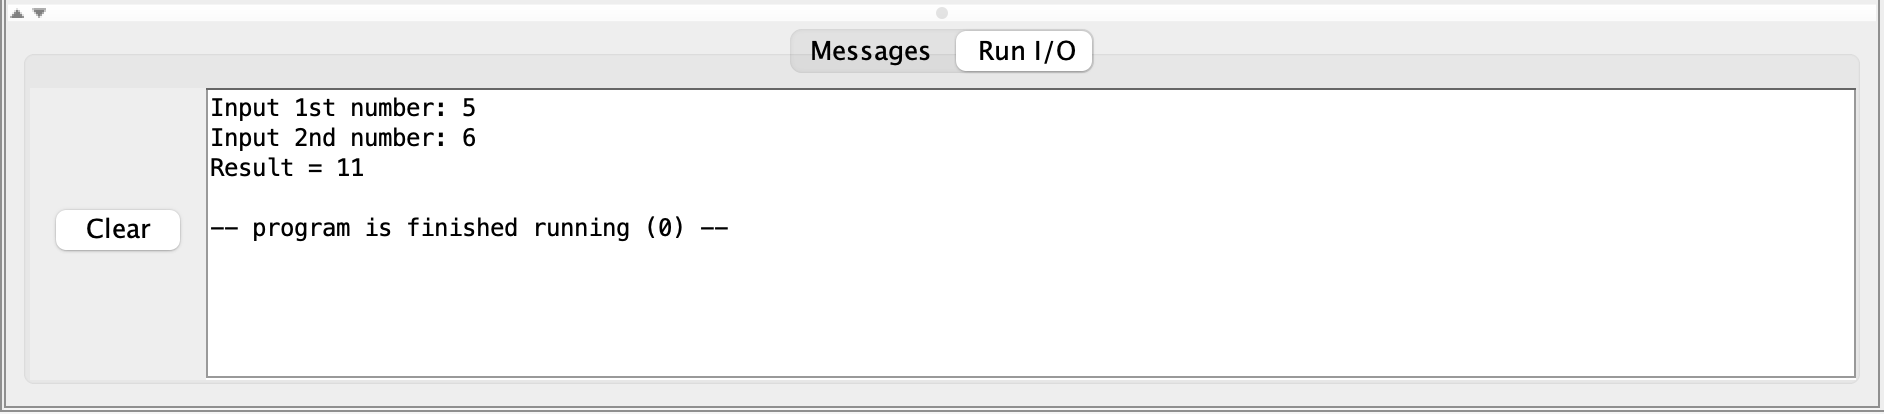 Messages
Run I/O
Input 1st number: 5
Input 2nd number: 6
Result = 11
Clear
-- program is finished running (0) --